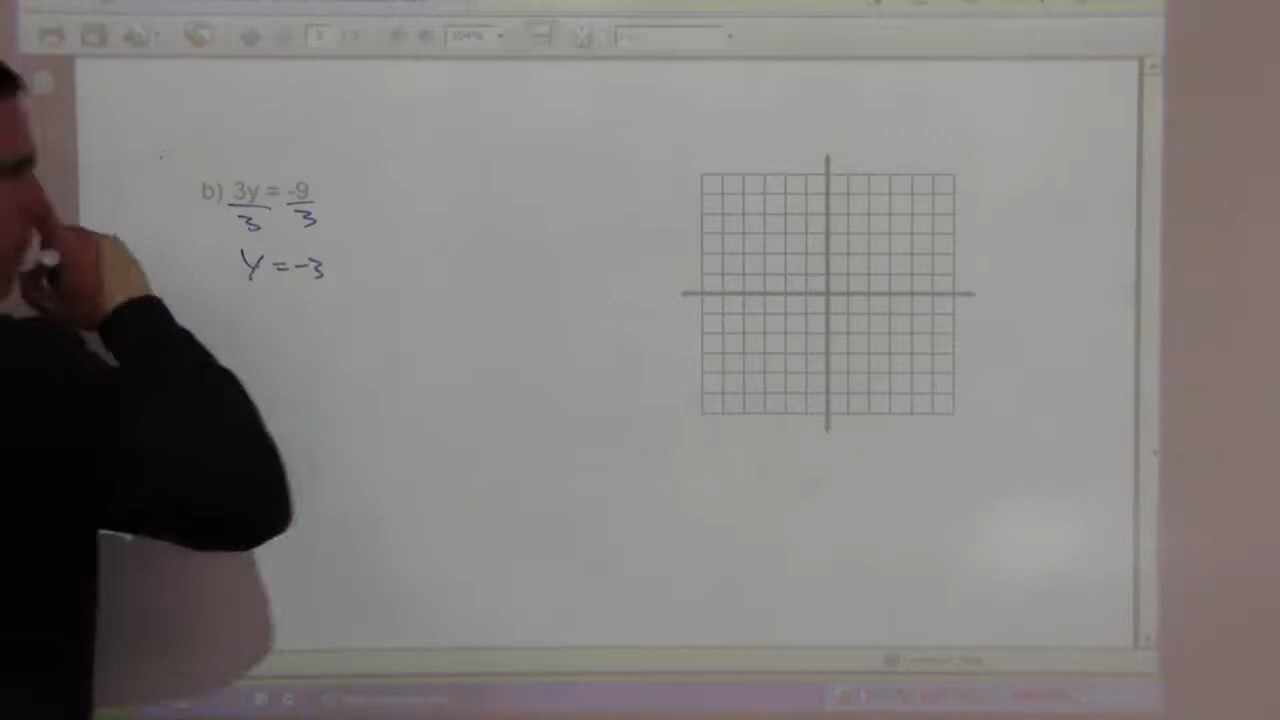 b) 3y = -9
3 3
y = -3